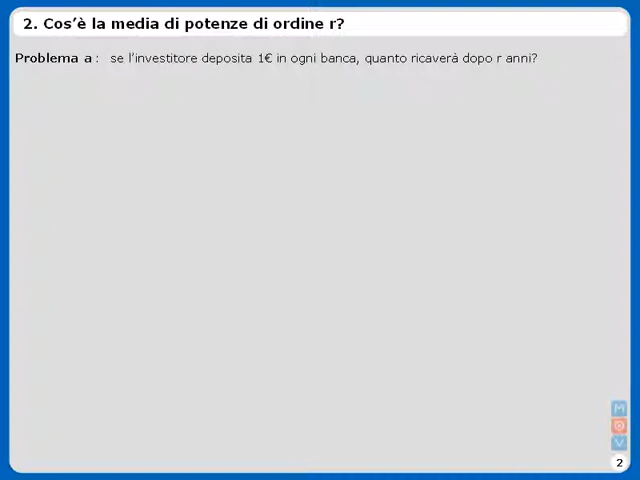 2. Cos'è la media di potenze di ordine r?
Problema a : se l'investitore deposita 1€ in ogni banca, quanto ricaverà dopo r anni?
M
V
2